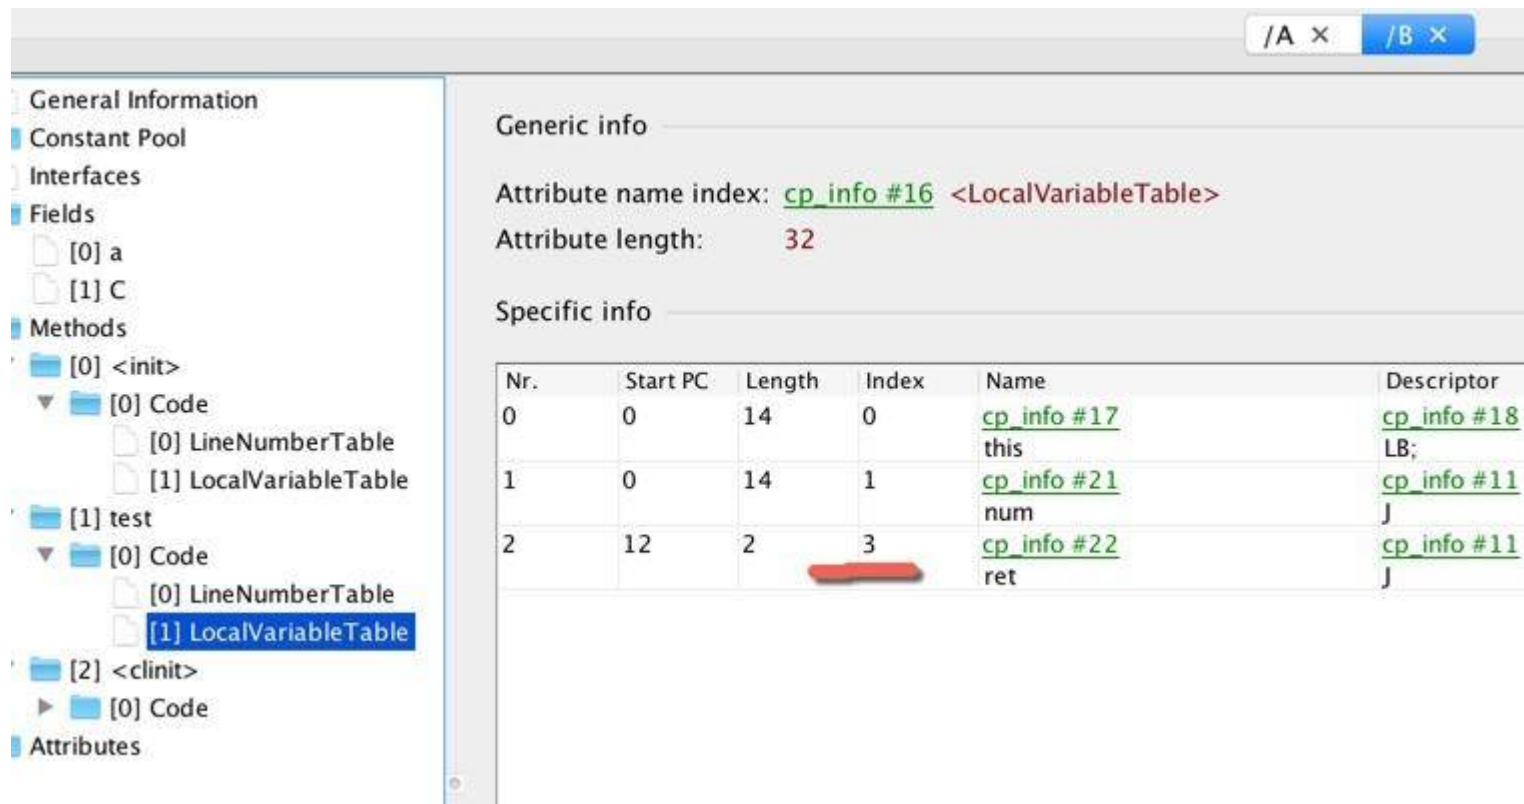 /A ×
/B ×
General Information
Constant Pool
Interfaces
Fields
[0] a
[1] C
Methods
[0] <init>
[0] Code
[0] LineNumberTable
[1] LocalVariableTable
[1] test
[0] Code
[0] LineNumberTable
[1] LocalVariableTable
[2] <clinit>
[0] Code
Attributes
Generic info
Attribute name index: cp_info #16 <LocalVariableTable>
Attribute length: 32
Specific info
Nr. Start PC Length Index Name Descriptor
0 0 14 0 cp_info #17 cp_info #18
this LB;
1 0 14 1 cp_info #21 cp_info #11
num J
2 12 2 3 cp_info #22 cp_info #11
ret J